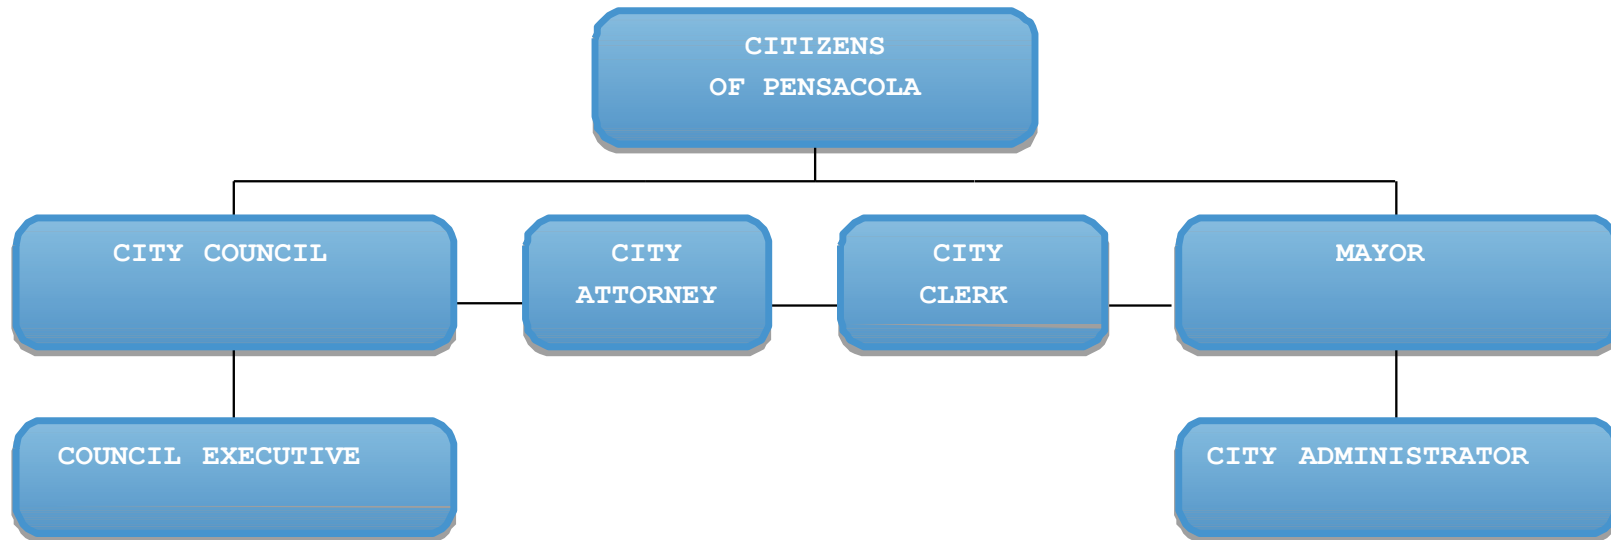 CITIZENS
OF PENSACOLA
CITY COUNCIL
CITY
ATTORNEY
CITY
CLERK
MAYOR
COUNCIL EXECUTIVE
CITY ADMINISTRATOR